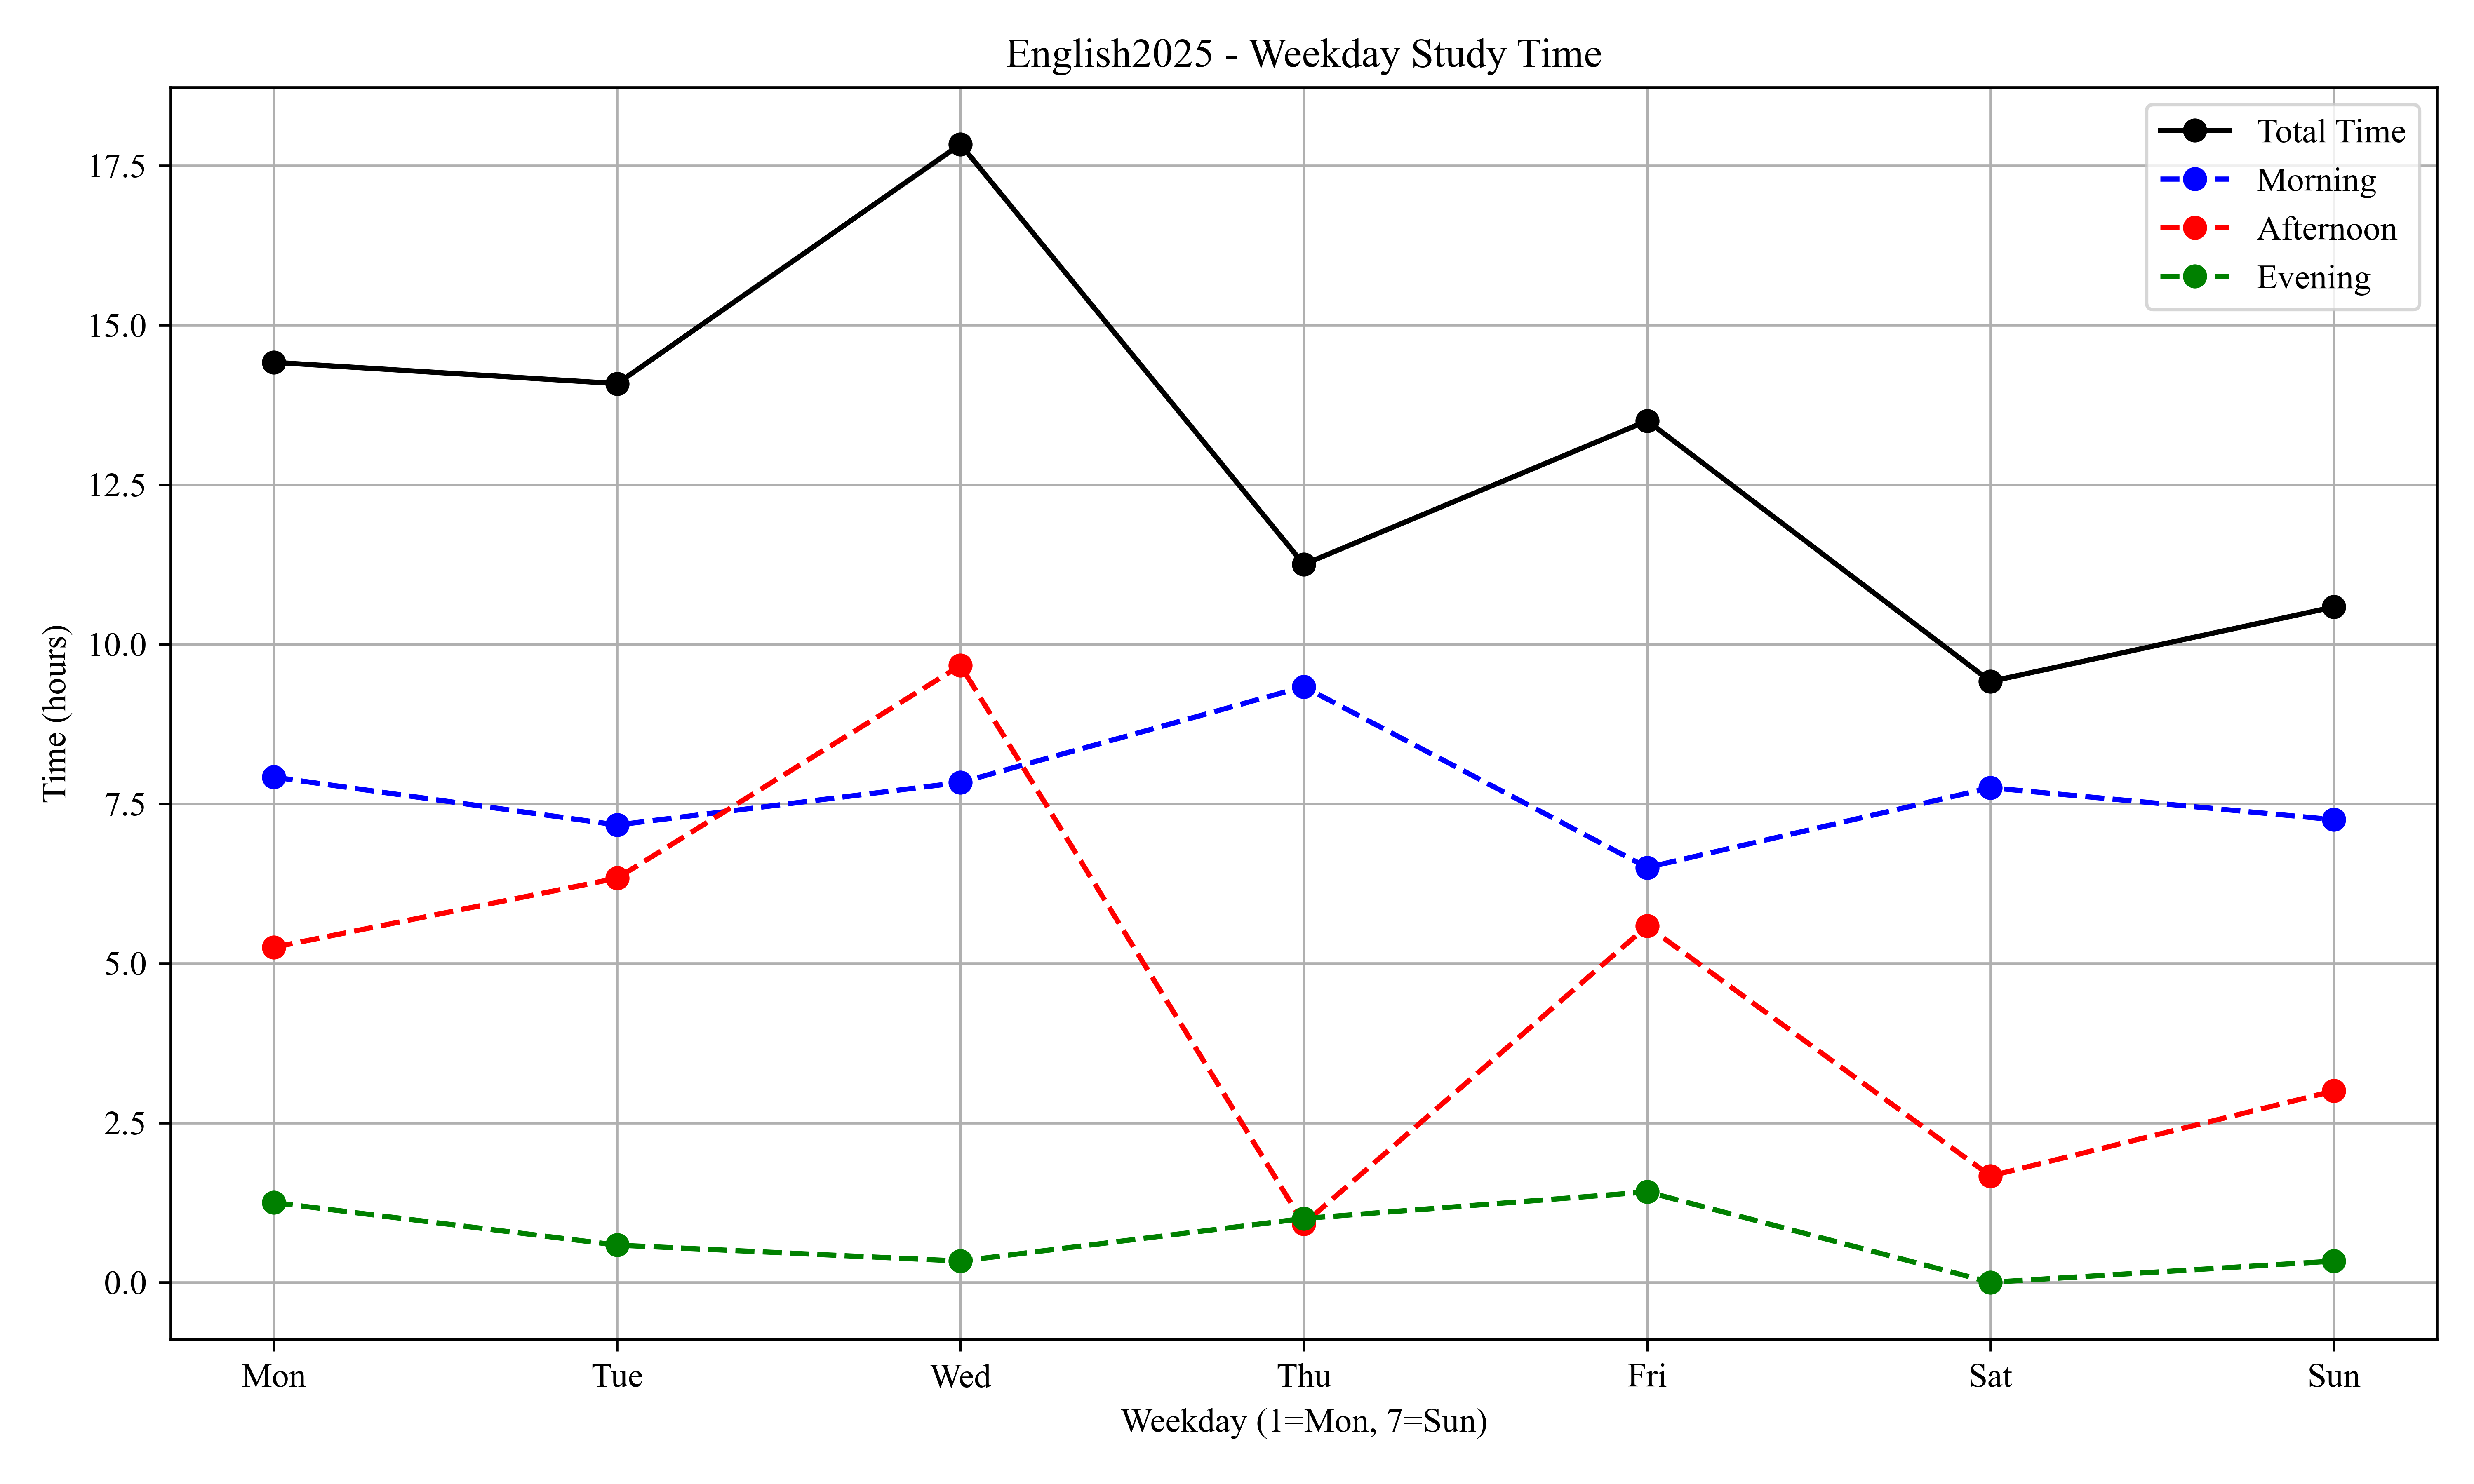 English2025 - Weekday Study Time
Total Time
Morning
Afternoon
Evening
17.5
15.0
12.5
10.0
7.5
5.0
2.5
0.0
Time (hours)
Mon Tue Wed Thu Fri Sat Sun
Weekday (1=Mon, 7=Sun)